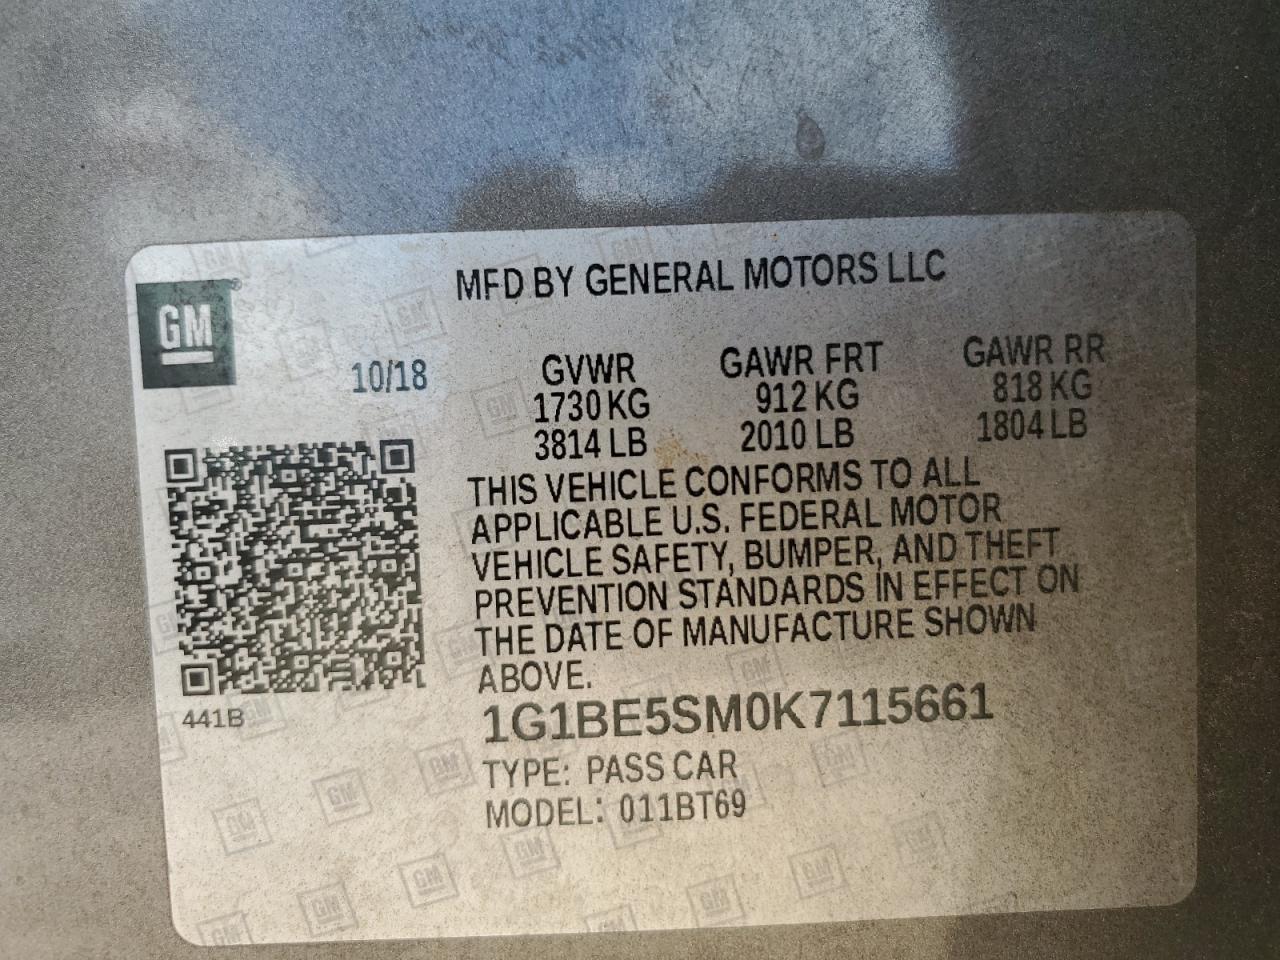 MFD BY GENERAL MOTORS LLC
GM®
10/18
GVWR
1730 KG
3814 LB
GAWR FRT
912 KG
2010 LB
GAWR RR
818 KG
1804 LB
THIS VEHICLE CONFORMS TO ALL
APPLICABLE U.S. FEDERAL MOTOR
VEHICLE SAFETY, BUMPER, AND THEFT
PREVENTION STANDARDS IN EFFECT ON
THE DATE OF MANUFACTURE SHOWN
ABOVE.
441B
1G1BE5SM0K7115661
TYPE: PASS CAR
MODEL: 011BT69